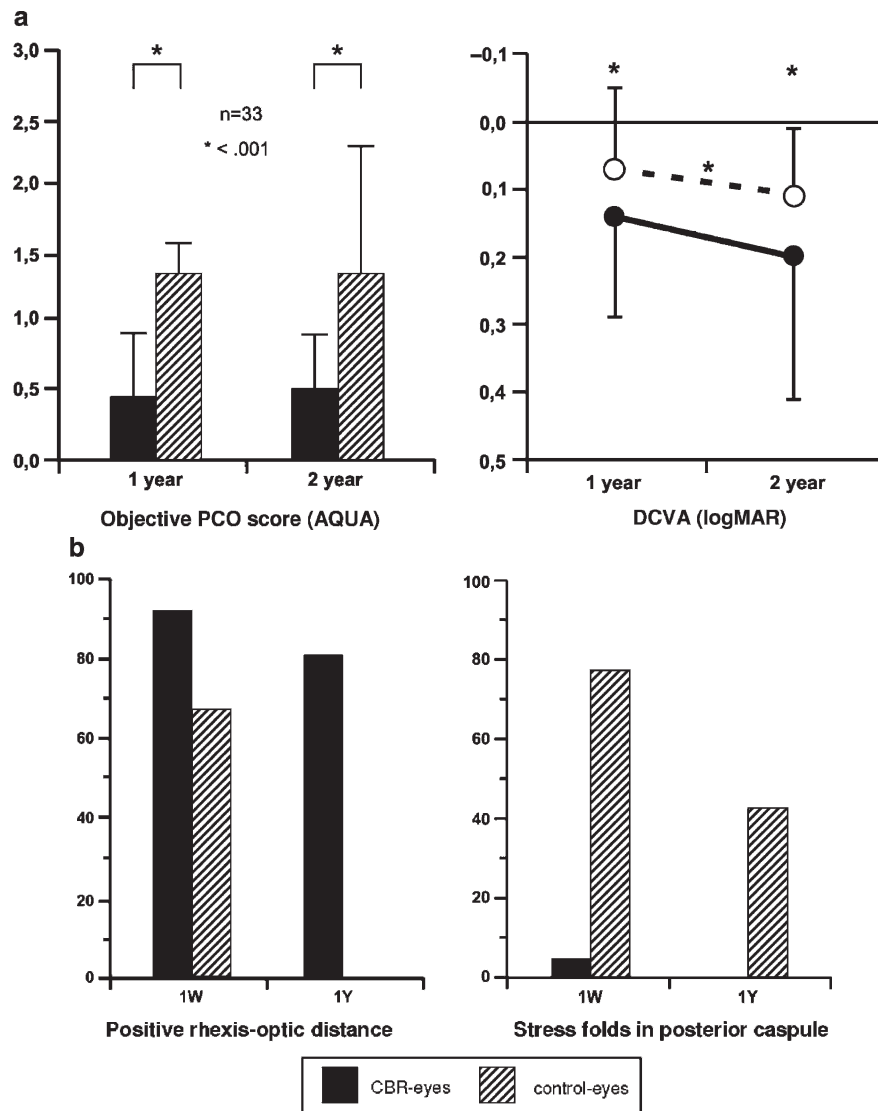 a
3,0
2,5
2,0
1,5
1,0
0,5
0,0
*
*
n=33
* < .001
1 year
2 year
Objective PCO score (AQUA)
–0,1
0,0
0,1
0,2
0,3
0,4
0,5
*
*
*
1 year
2 year
DCVA (logMAR)
b
100
80
60
40
20
0
1W
1Y
Positive rhexis-optic distance
100
80
60
40
20
0
1W
1Y
Stress folds in posterior caspule
CBR-eyes
control-eyes